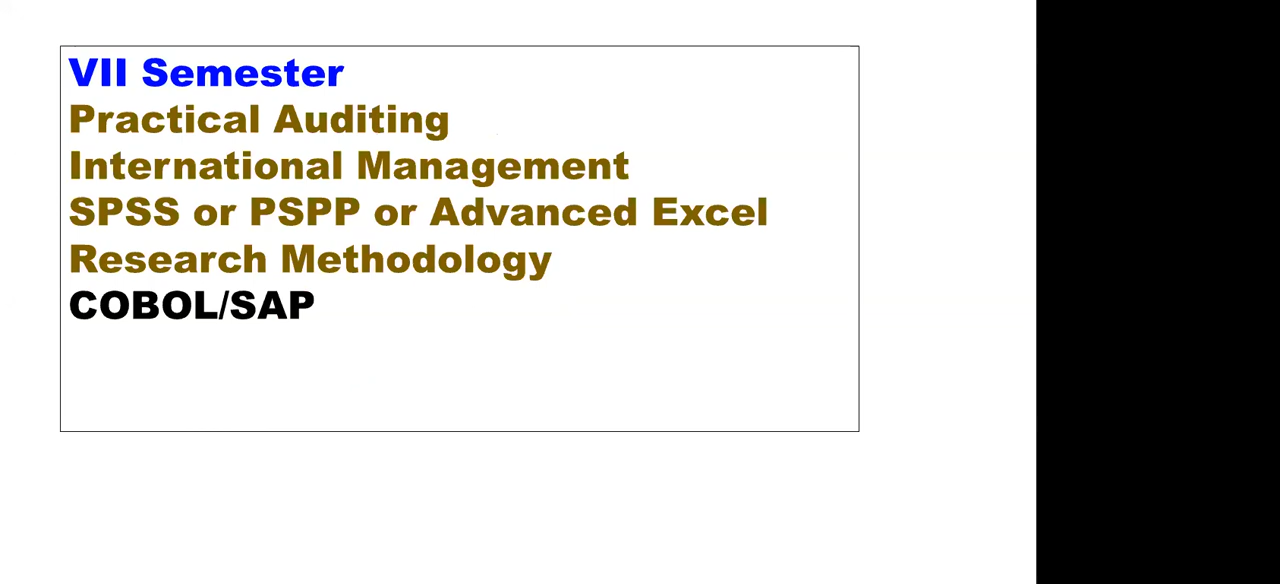 VII Semester
Practical Auditing
International Management
SPSS or PSPP or Advanced Excel
Research Methodology
COBOL/SAP